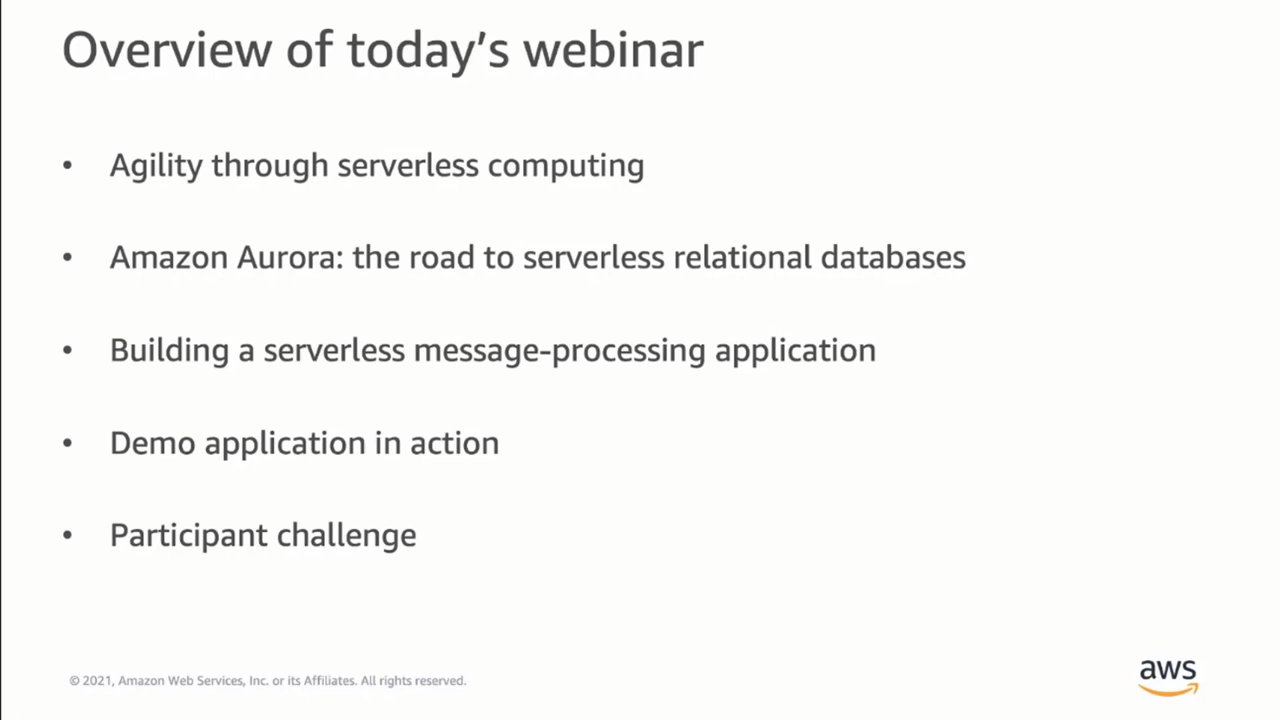 Overview of today’s webinar
• Agility through serverless computing
• Amazon Aurora: the road to serverless relational databases
• Building a serverless message-processing application
• Demo application in action
• Participant challenge
© 2021, Amazon Web Services, Inc. or its Affiliates. All rights reserved.
aws